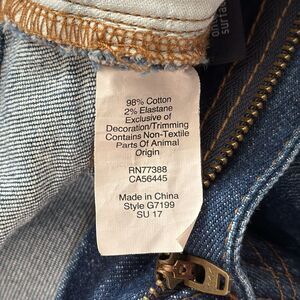 98% Cotton
2% Elastane
Exclusive of
Decoration/Trimming
Contains Non-Textile
Parts Of Animal
Origin
RN77388
CA56445
Made in China
Style G7199
SU 17